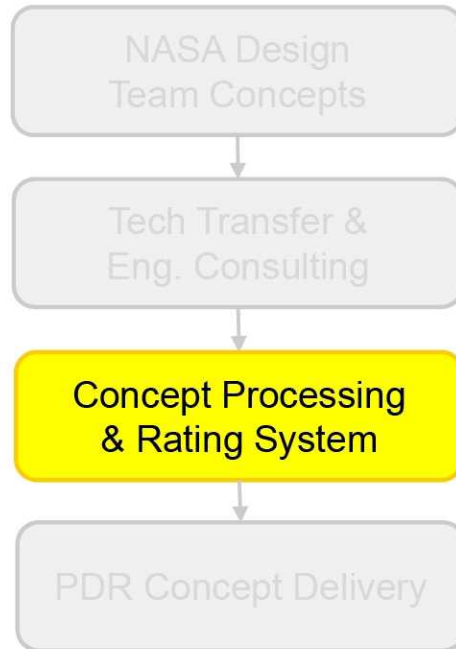 NASA Design
Team Concepts
Tech Transfer &
Eng. Consulting
Concept Processing
& Rating System
PDR Concept Delivery